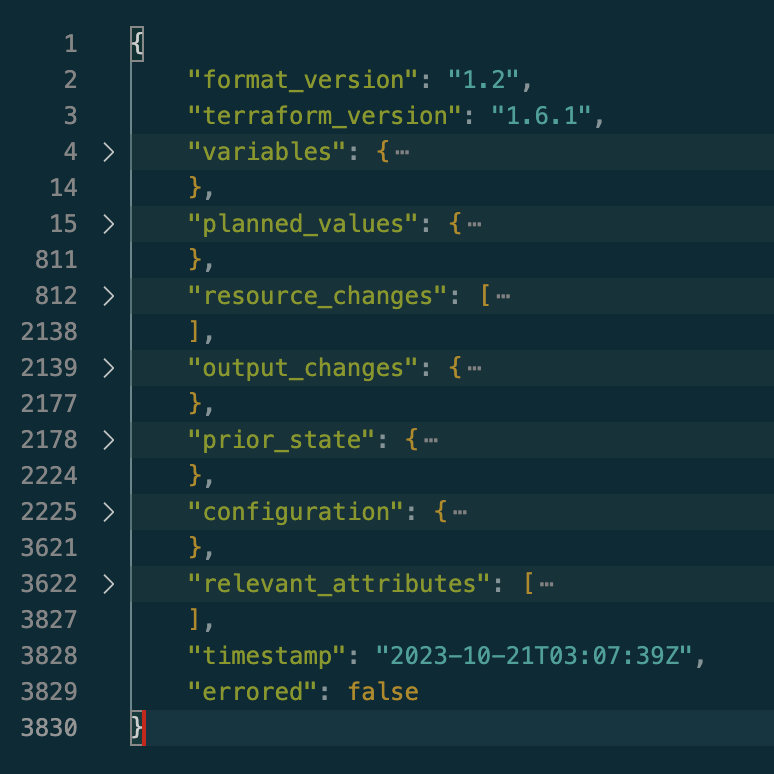 1 {
2 "format_version": "1.2",
3 "terraform_version": "1.6.1",
4 > "variables": { ⋯
14 },
15 > "planned_values": { ⋯
811 },
812 > "resource_changes": [ ⋯
2138 ],
2139 > "output_changes": { ⋯
2177 },
2178 > "prior_state": { ⋯
2224 },
2225 > "configuration": { ⋯
3621 },
3622 > "relevant_attributes": [ ⋯
3827 ],
3828 "timestamp": "2023-10-21T03:07:39Z",
3829 "errored": false
3830 }